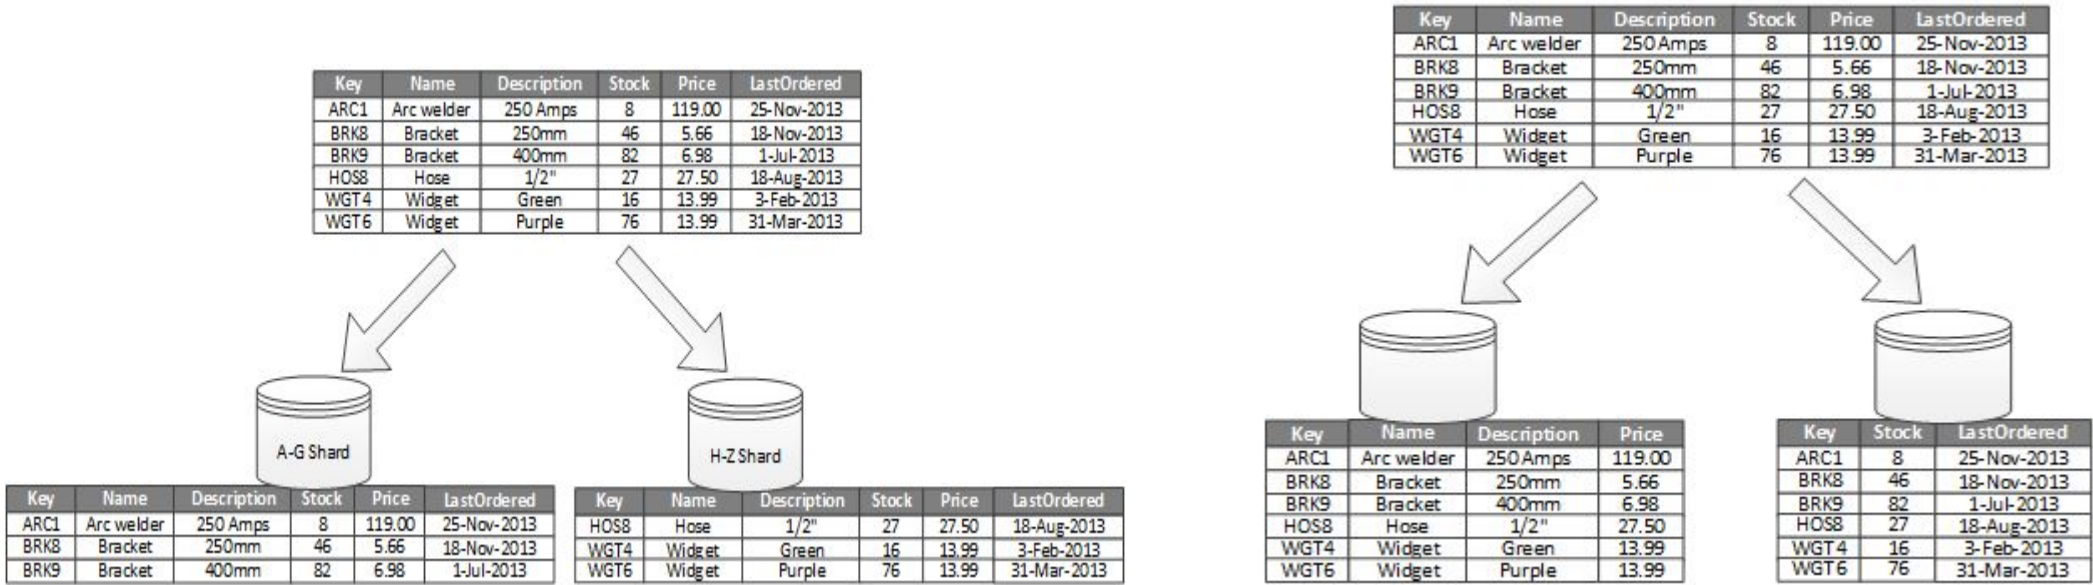 Key Name Description Stock Price LastOrdered
ARC1 Arc welder 250 Amps 8 119.00 25-Nov-2013
BRK8 Bracket 250mm 46 5.66 18-Nov-2013
BRK9 Bracket 400mm 82 6.98 1-Jul-2013
HOS8 Hose 1/2" 27 27.50 18-Aug-2013
WGT4 Widget Green 16 13.99 3-Feb-2013
WGT6 Widget Purple 76 13.99 31-Mar-2013
A-G Shard
H-Z Shard
Key Name Description Stock Price LastOrdered
ARC1 Arc welder 250 Amps 8 119.00 25-Nov-2013
BRK8 Bracket 250mm 46 5.66 18-Nov-2013
BRK9 Bracket 400mm 82 6.98 1-Jul-2013
Key Name Description Stock Price LastOrdered
HOS8 Hose 1/2" 27 27.50 18-Aug-2013
WGT4 Widget Green 16 13.99 3-Feb-2013
WGT6 Widget Purple 76 13.99 31-Mar-2013
Key Name Description Stock Price LastOrdered
ARC1 Arc welder 250 Amps 8 119.00 25-Nov-2013
BRK8 Bracket 250mm 46 5.66 18-Nov-2013
BRK9 Bracket 400mm 82 6.98 1-Jul-2013
HOS8 Hose 1/2" 27 27.50 18-Aug-2013
WGT4 Widget Green 16 13.99 3-Feb-2013
WGT6 Widget Purple 76 13.99 31-Mar-2013
Key Name Description Price
ARC1 Arc welder 250 Amps 119.00
BRK8 Bracket 250mm 5.66
BRK9 Bracket 400mm 6.98
HOS8 Hose 1/2" 27.50
WGT4 Widget Green 13.99
WGT6 Widget Purple 13.99
Key Stock LastOrdered
ARC1 8 25-Nov-2013
BRK8 46 18-Nov-2013
BRK9 82 1-Jul-2013
HOS8 27 18-Aug-2013
WGT4 16 3-Feb-2013
WGT6 76 31-Mar-2013